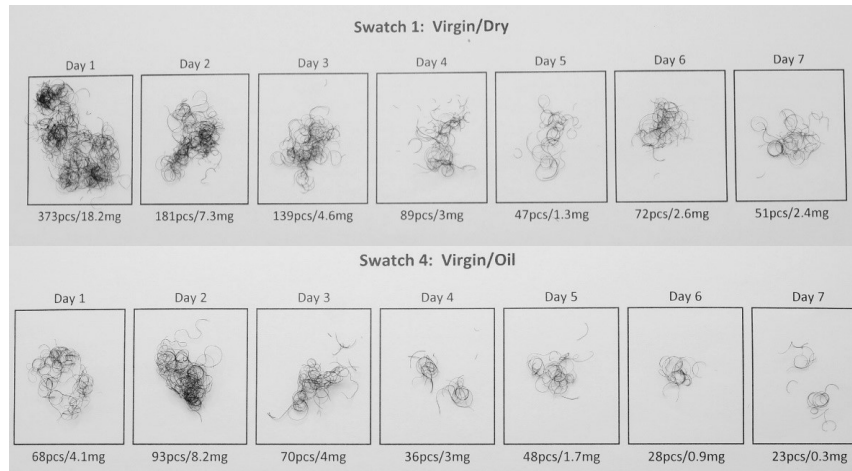 Swatch 1: Virgin/Dry
Day 1 Day 2 Day 3 Day 4 Day 5 Day 6 Day 7
373pcs/18.2mg 181pcs/7.3mg 139pcs/4.6mg 89pcs/3mg 47pcs/1.3mg 72pcs/2.6mg 51pcs/2.4mg
Swatch 4: Virgin/Oil
Day 1 Day 2 Day 3 Day 4 Day 5 Day 6 Day 7
68pcs/4.1mg 93pcs/8.2mg 70pcs/4mg 36pcs/3mg 48pcs/1.7mg 28pcs/0.9mg 23pcs/0.3mg